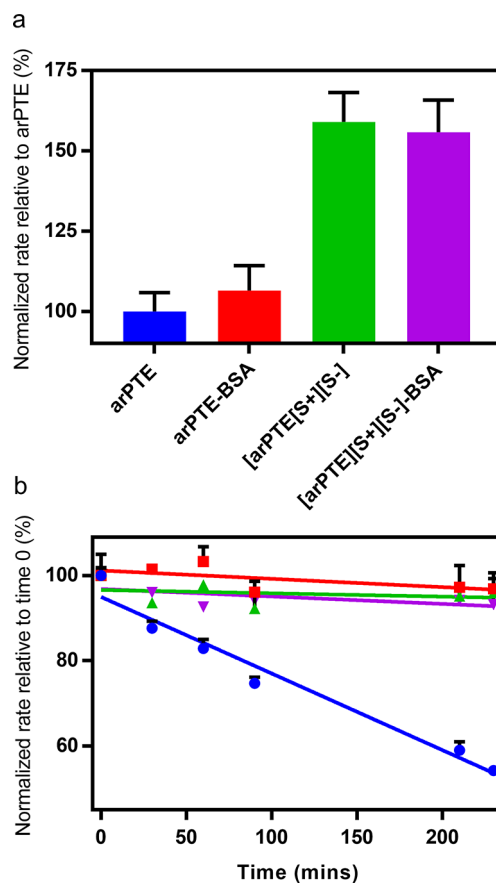 a
Normalized rate relative to arPTE (%)
175
150
125
100
arPTE
arPTE-BSA
[arPTE[S+][S-]
[arPTE][S+][S-]-BSA
b
Normalized rate relative to time 0 (%)
100
80
60
0
50
100
150
200
Time (mins)